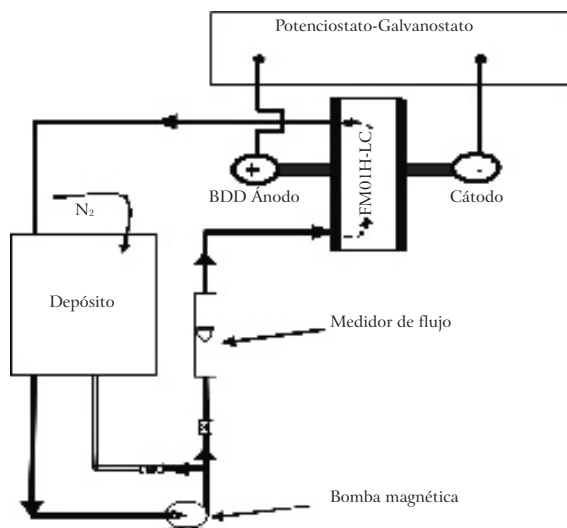 Potenciostato-Galvanostato
+
-
BDD Ánodo
FM01H-LC
Cátodo
N₂
Depósito
Medidor de flujo
Bomba magnética